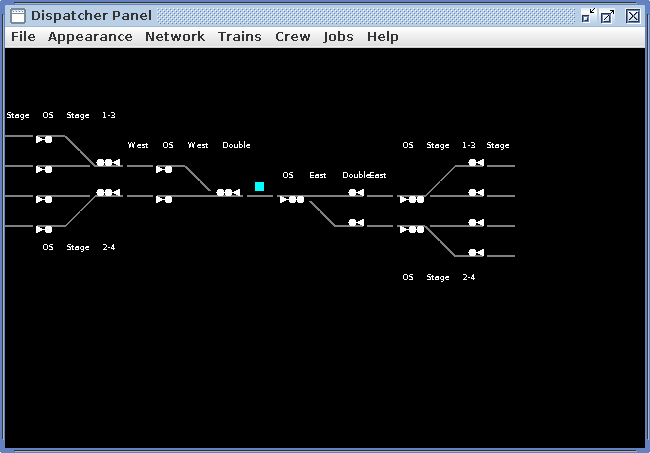 Dispatcher Panel
File Appearance Network Trains Crew Jobs Help
Stage OS Stage 1-3
West OS West Double
OS Stage 1-3 Stage
OS East DoubleEast
OS Stage 2-4
OS Stage 2-4